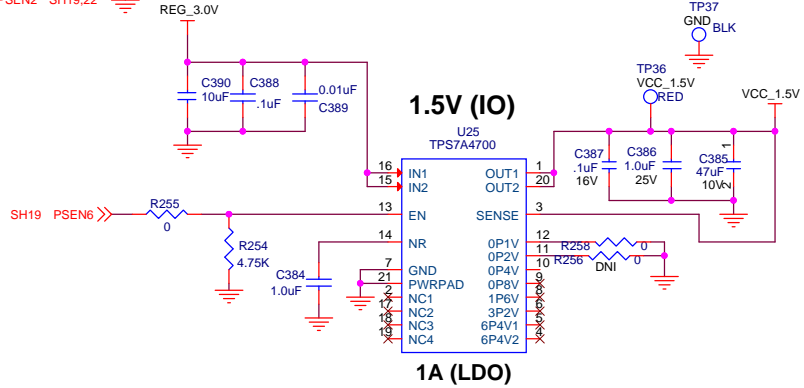 PSEN2 SH19,22
REG_3.0V
TP37
GND
BLK
C390
10uF
C388
.1uF
0.01uF
C389
TP36
VCC_1.5V
RED
VCC_1.5V
1.5V (IO)
U25
TPS7A4700
C387
.1uF
16V
C386
1.0uF
25V
C385
47uF
10V
1
2
16 IN1
15 IN2
OUT1 1
OUT2 20
SH19 PSEN6
R255
0
13 EN
SENSE 3
R254
4.75K
14 NR
0P1V 12
R258 0
0P2V 11
R256 DNI 0
C384
1.0uF
7 GND
0P4V 10
21 PWRPAD
0P8V 9
2 NC1
1P6V 8
17 NC2
3P2V 6
18 NC3
6P4V1 5
19 NC4
6P4V2 4
1A (LDO)